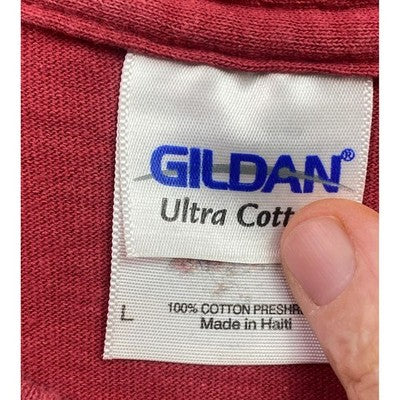 GILDAN®
Ultra Cott
L
100% COTTON PRESHR
Made in Haiti